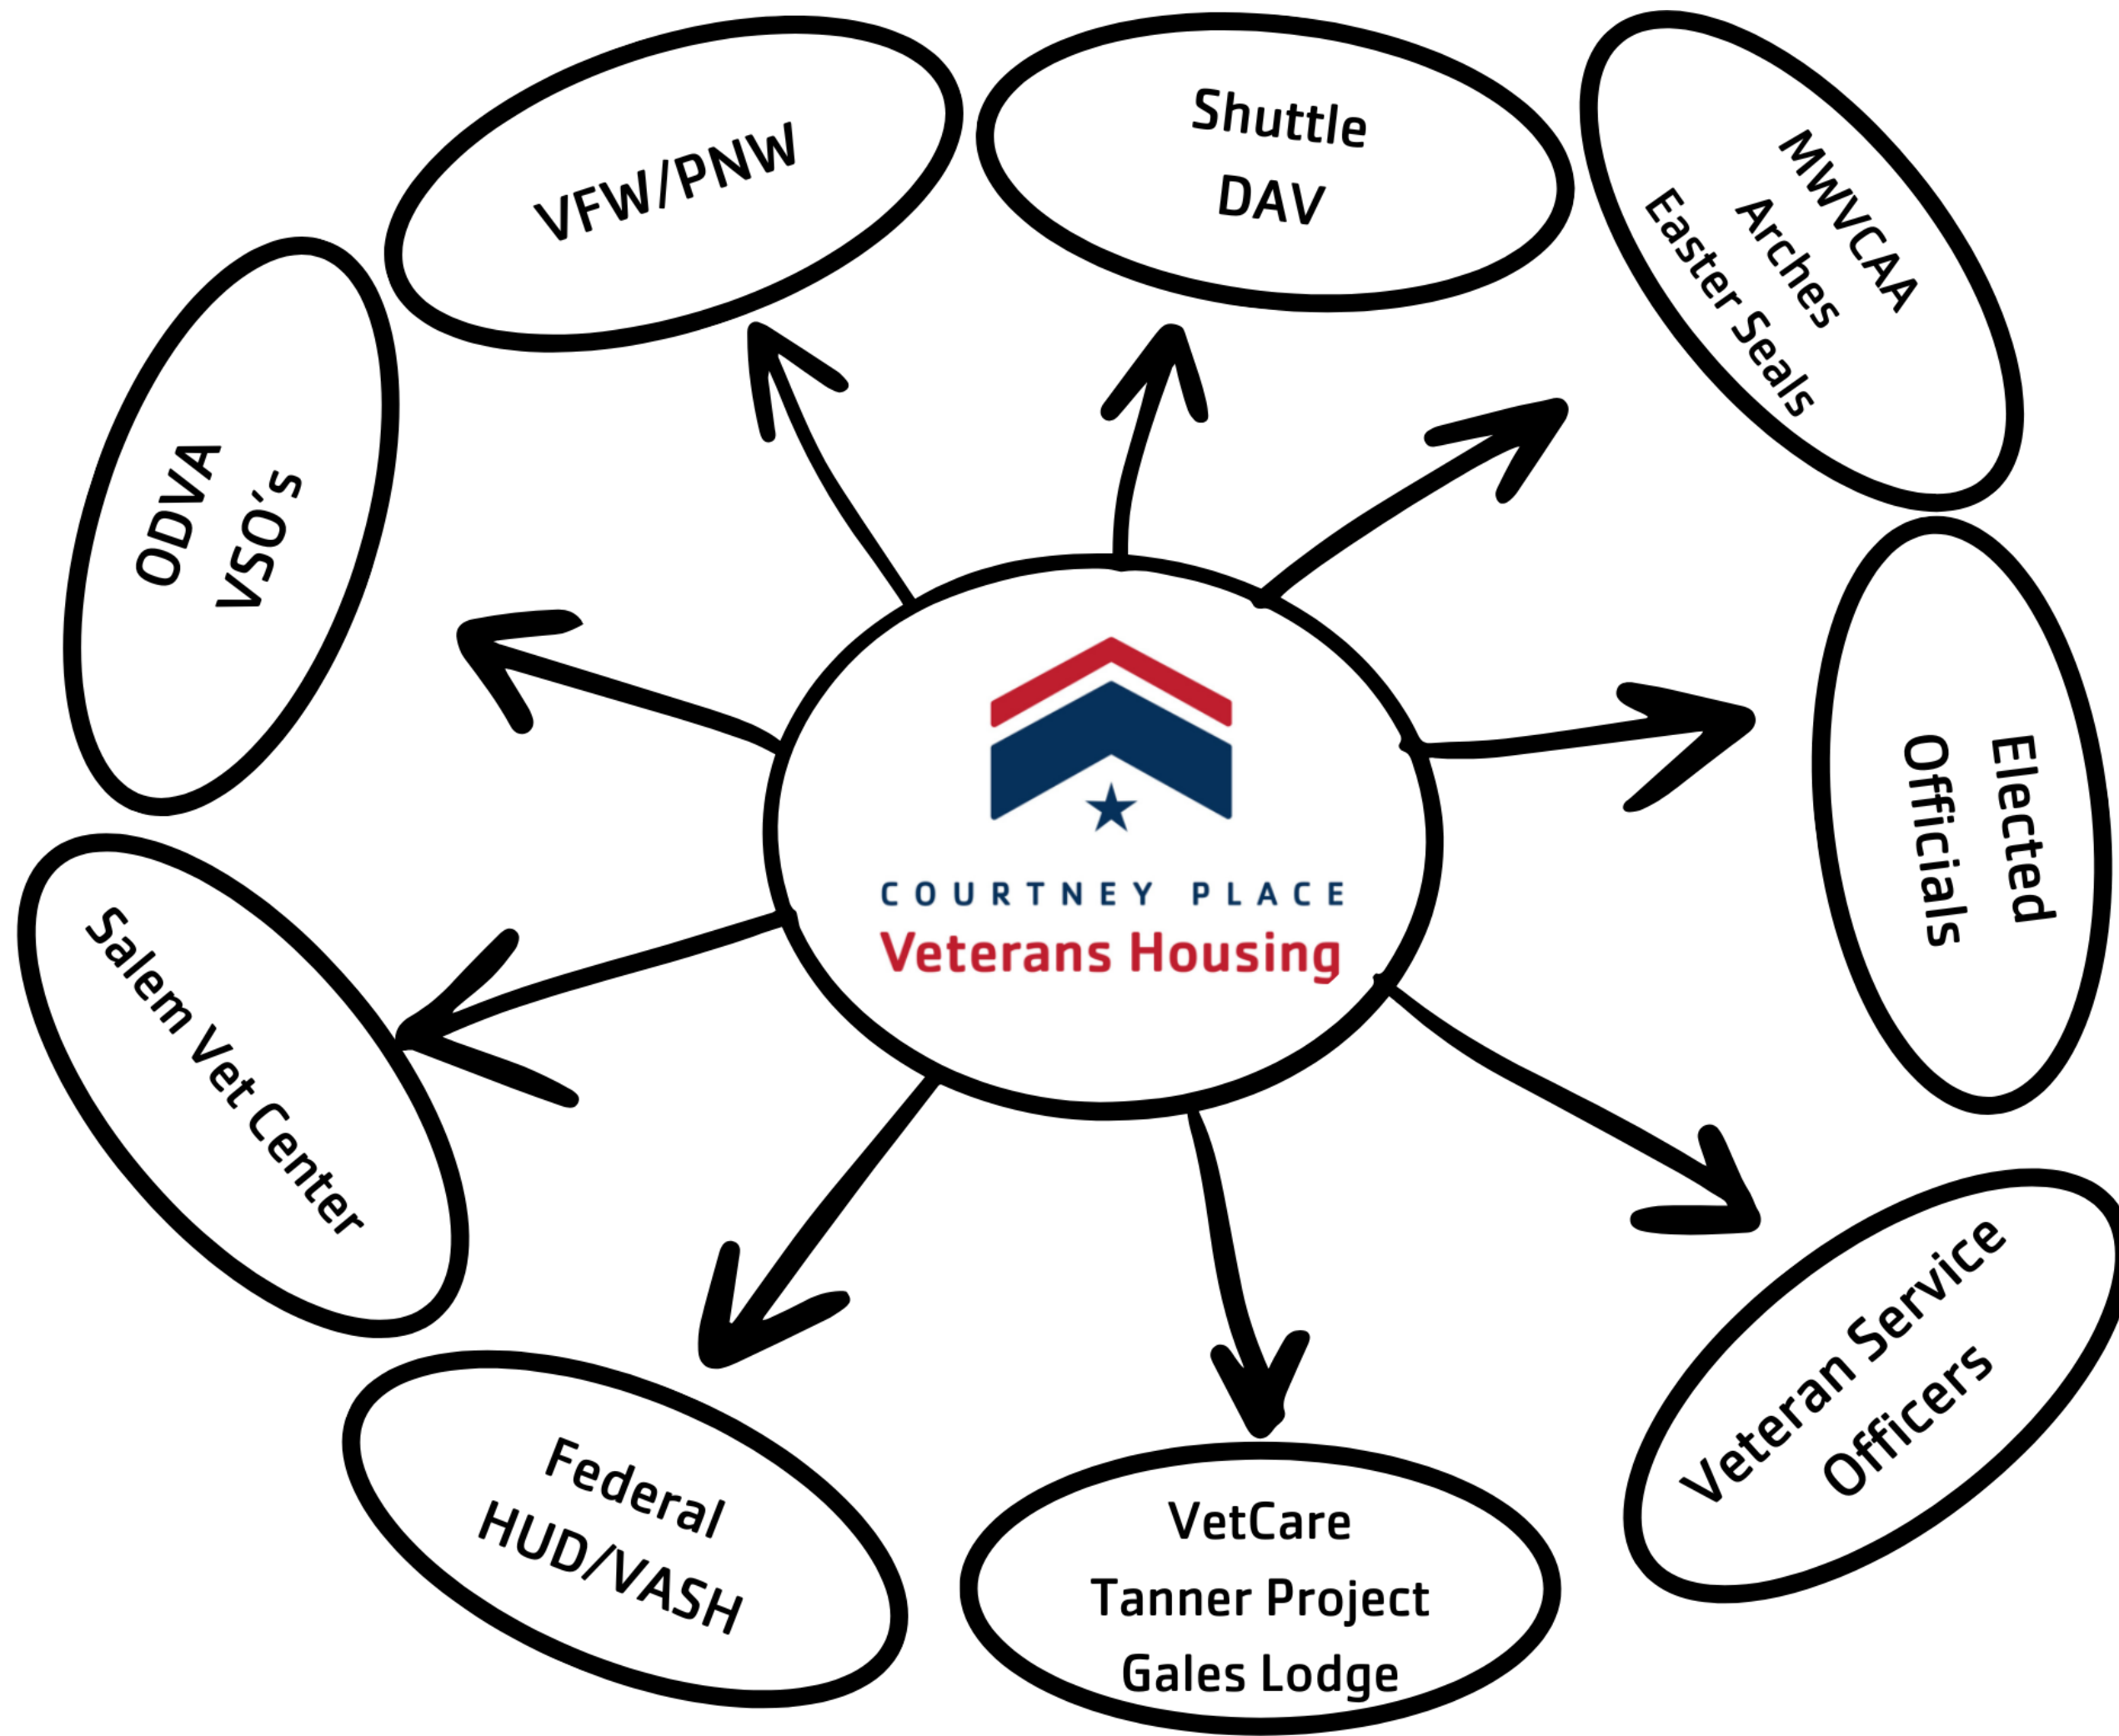 VFW/PNW
Shuttle
DAV
MWVCAA
Arches
Easter Seals
ODVA
VSO's
Elected
Officials
COURTNEY PLACE
Veterans Housing
Salem Vet Center
Veteran Service
Officers
Federal
HUD/VASH
VetCare
Tanner Project
Gales Lodge